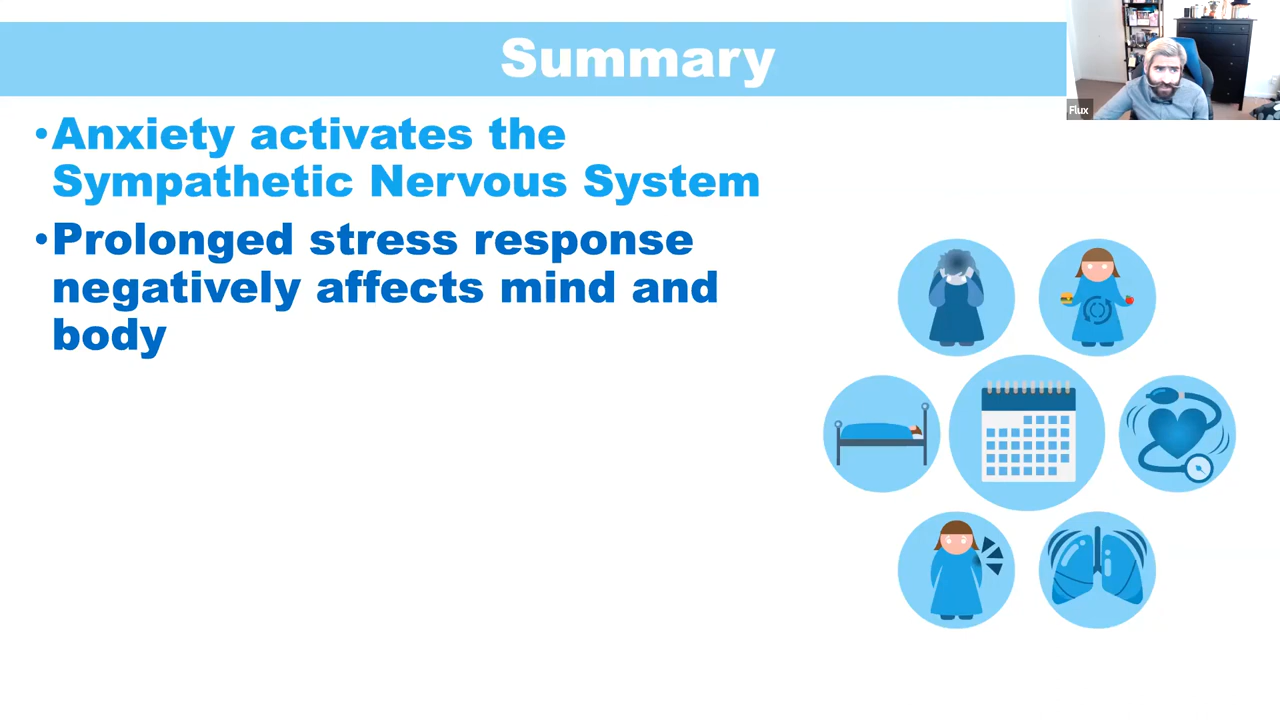 Summary
Flux
•Anxiety activates the
Sympathetic Nervous System
•Prolonged stress response
negatively affects mind and
body